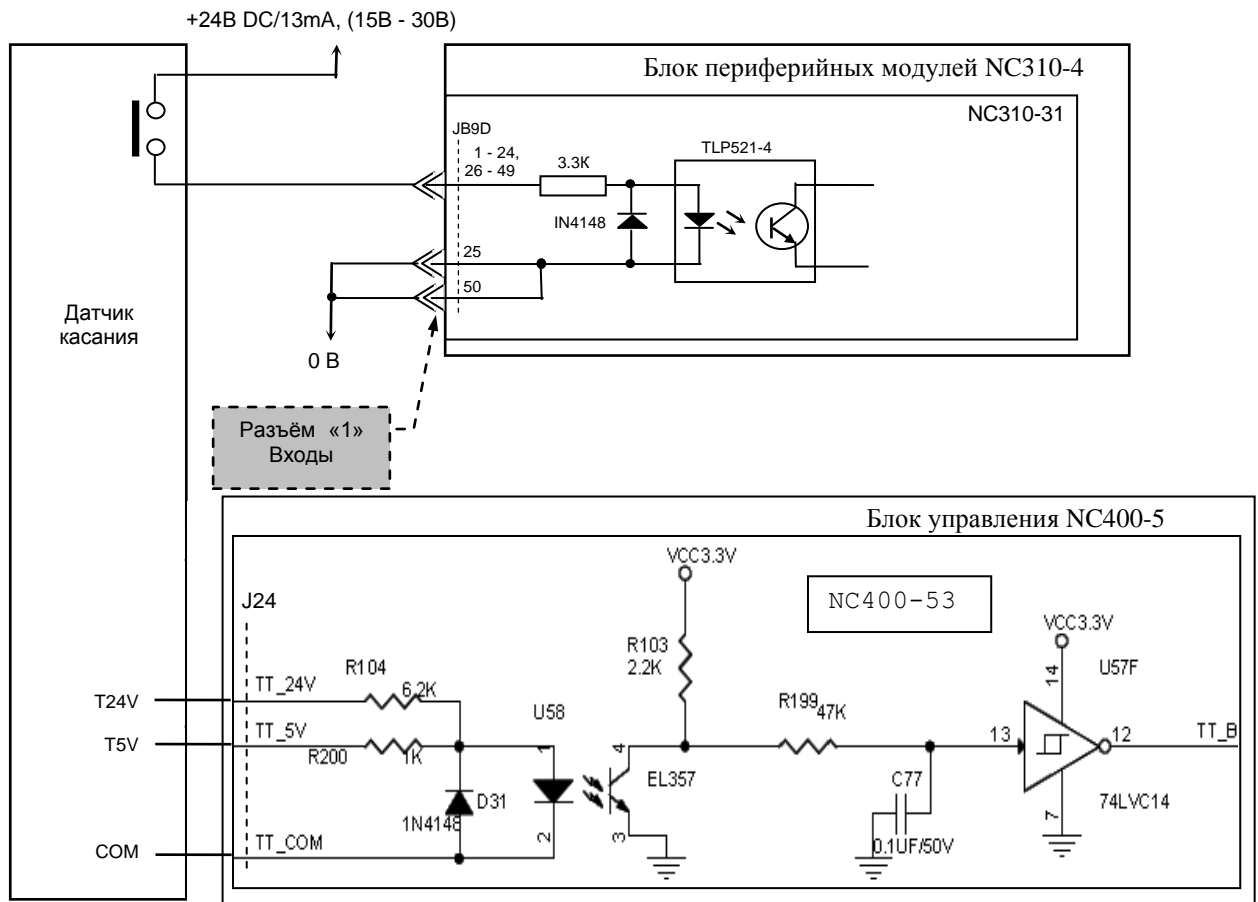 +24В DC/13mA, (15В - 30В)
Блок периферийных модулей NC310-4
NC310-31
JB9D
1 - 24,
26 - 49
3.3К
TLP521-4
IN4148
25
50
Датчик
касания
0 В
Разъём «1»
Входы
Блок управления NC400-5
VCC3.3V
NC400-53
J24
VCC3.3V
R103
2.2K
U57F
14
R104
TT_24V
6.2K
T24V
U58
R199
47K
TT_5V
T5V
1
4
13
12
TT_B
R200
1K
EL357
C77
D31
74LVC14
1N4148
2
3
7
TT_COM
COM
0.1UF/50V